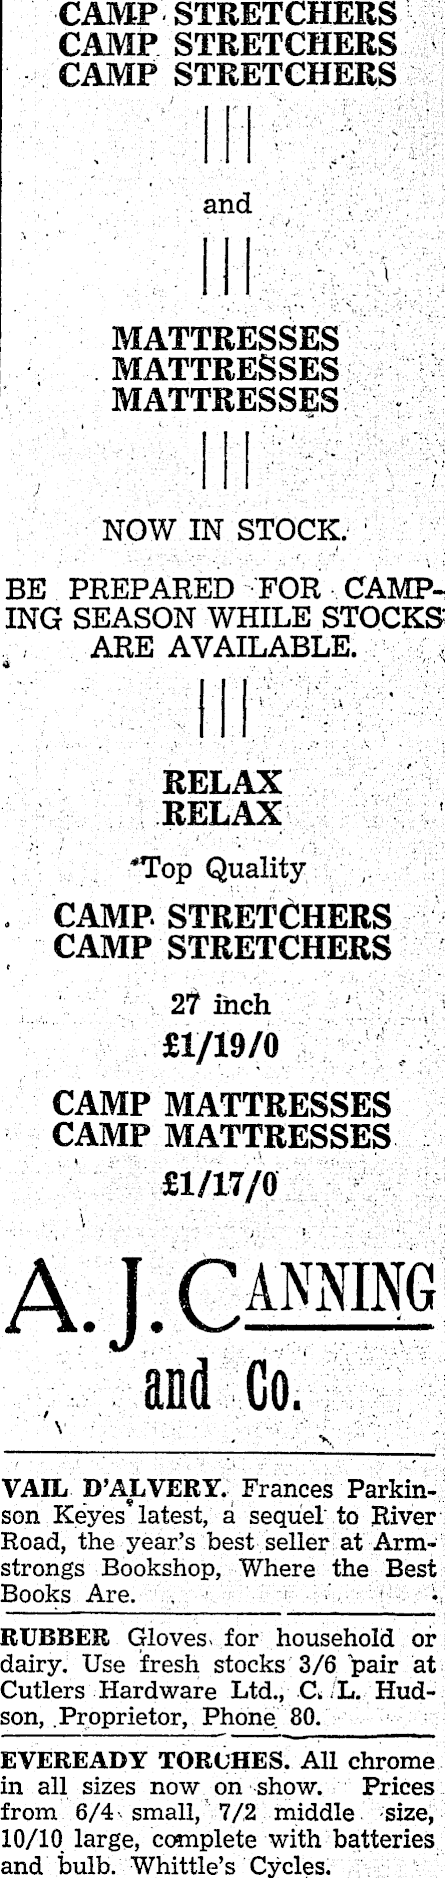 CAMP STRETCHERS
CAMP STRETCHERS
CAMP STRETCHERS
and
MATTRESSES
MATTRESSES
MATTRESSES
NOW IN STOCK.
BE PREPARED FOR CAMP-
ING SEASON WHILE STOCKS
ARE AVAILABLE.
RELAX
RELAX
Top Quality
CAMP STRETCHERS
CAMP STRETCHERS
27 inch
£1/19/0
CAMP MATTRESSES
CAMP MATTRESSES
£1/17/0
A. J. CANNING
and Co.
VAIL D'ALVERY. Frances Parkin-
son Keyes latest, a sequel to River
Road, the year's best seller at Arm-
strongs Bookshop, Where the Best
Books Are.
RUBBER Gloves for household or
dairy. Use fresh stocks 3/6 pair at
Cutlers Hardware Ltd., C. L. Hud-
son, Proprietor, Phone 80.
EVEREADY TORCHES. All chrome
in all sizes now on show. Prices
from 6/4 small, 7/2 middle size,
10/10 large, complete with batteries
and bulb. Whittle's Cycles.